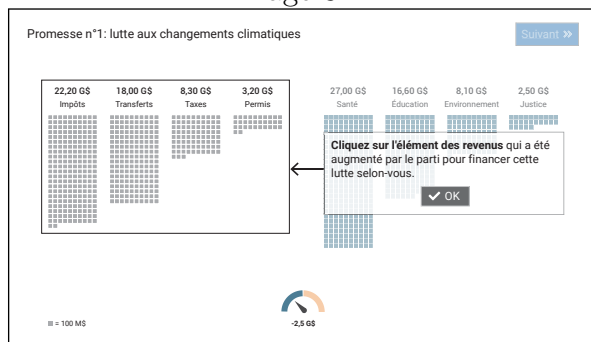 Promesse n°1: lutte aux changements climatiques
Suivant »
22,20 G$ 18,00 G$ 8,30 G$ 3,20 G$ 27,00 G$ 16,60 G$ 8,10 G$ 2,50 G$
Impôts Transferts Taxes Permis Santé Éducation Environnement Justice
Cliquez sur l'élément des revenus qui a été
augmenté par le parti pour financer cette
lutte selon-vous.
✔ OK
= 100 M$
-2,5 G$